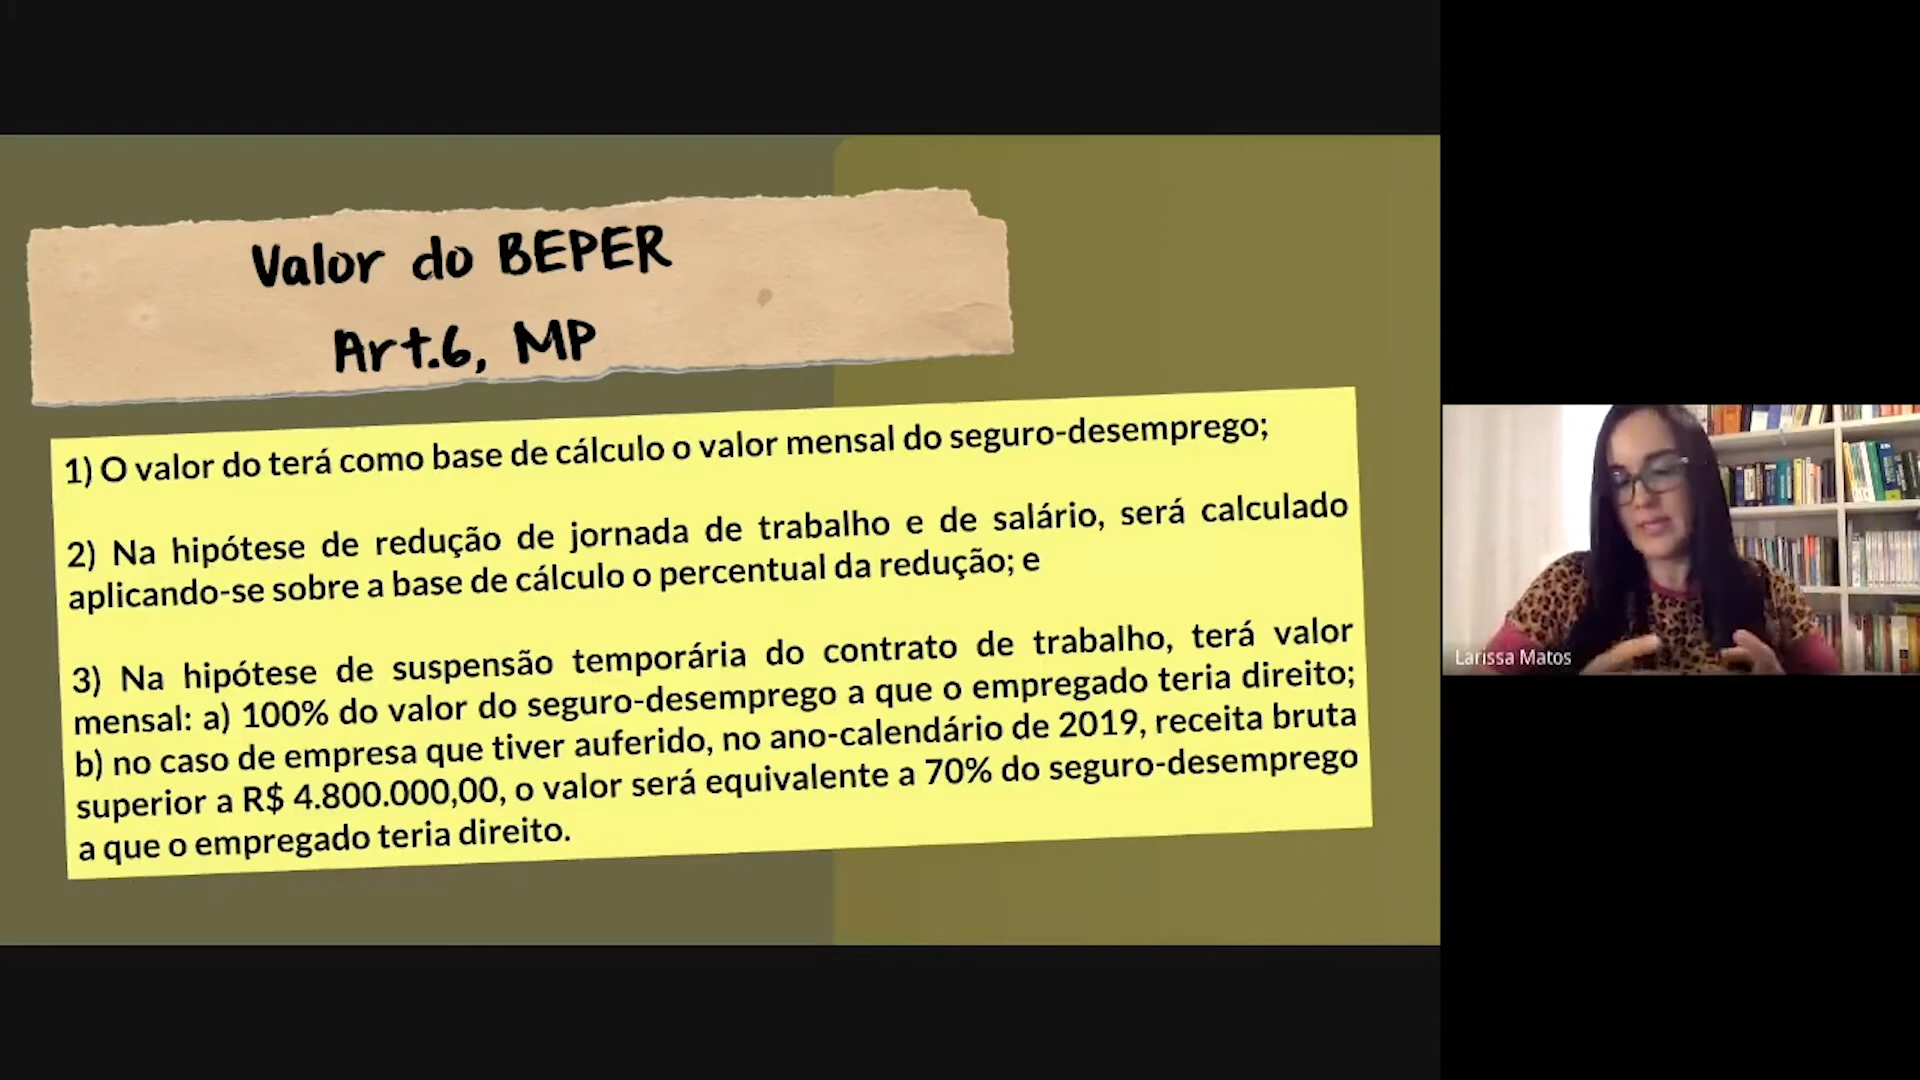 Valor do BEPER
Art.6, MP
1) O valor do terá como base de cálculo o valor mensal do seguro-desemprego;
2) Na hipótese de redução de jornada de trabalho e de salário, será calculado
aplicando-se sobre a base de cálculo o percentual da redução; e
3) Na hipótese de suspensão temporária do contrato de trabalho, terá valor
mensal: a) 100% do valor do seguro-desemprego a que o empregado teria direito;
b) no caso de empresa que tiver auferido, no ano-calendário de 2019, receita bruta
superior a R$ 4.800.000,00, o valor será equivalente a 70% do seguro-desemprego
a que o empregado teria direito.
Larissa Matos